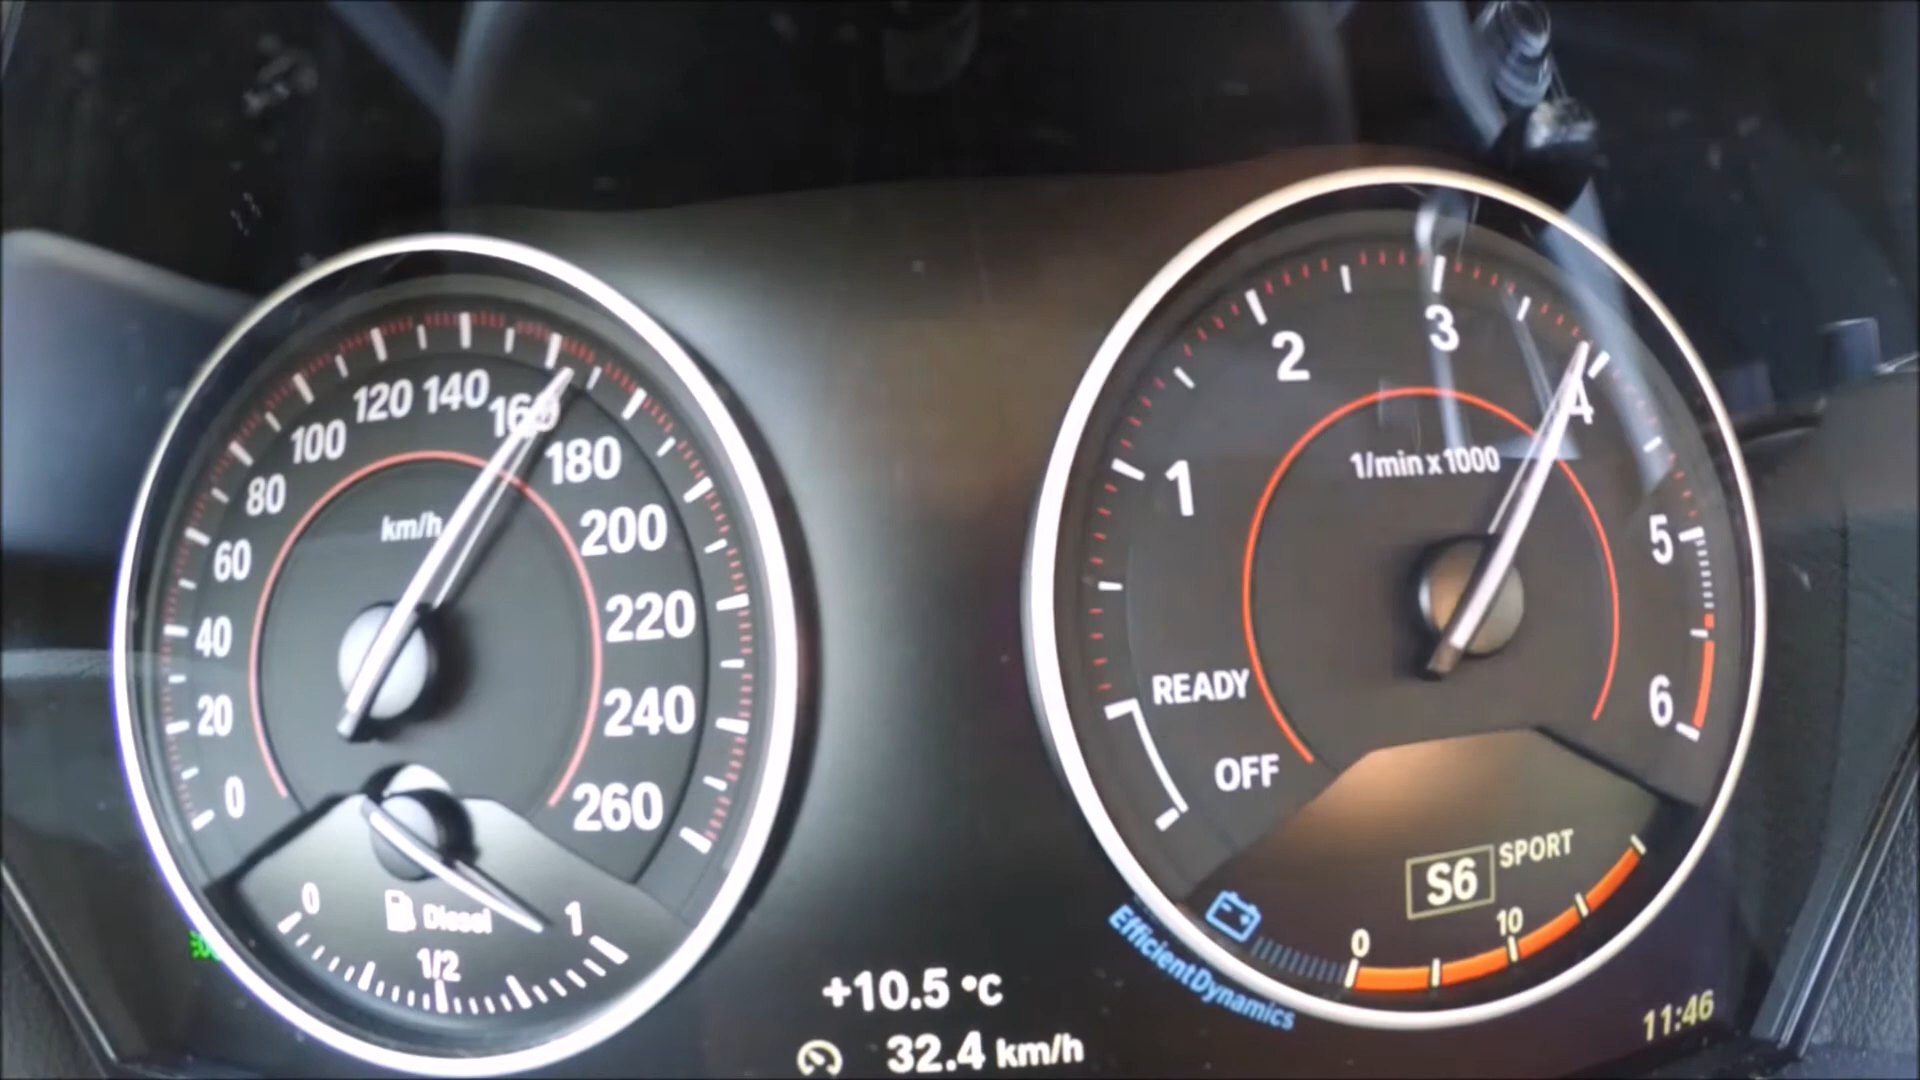 km/h
0
20
40
60
80
100
120
140
160
180
200
220
240
260
0
1/2
1
Diesel
+10.5 °C
32.4 km/h
1/min x 1000
OFF
READY
1
2
3
4
5
6
S6 SPORT
0
10
EfficientDynamics
11:46